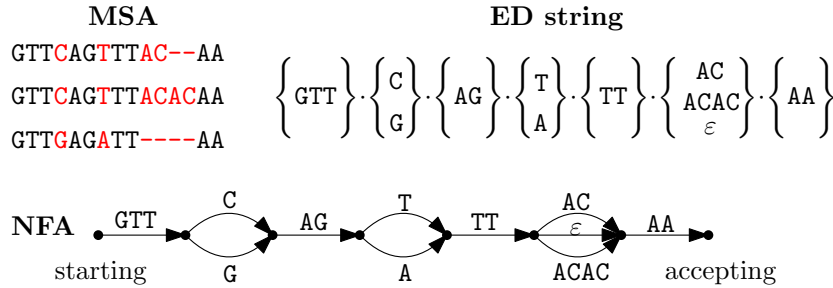 MSA
GTTCAGTTTAC--AA
GTTCAGTTTACACAA
GTTGAGATT----AA
ED string
{GTT}·{C G}·{AG}·{T A}·{TT}·{AC ACAC ε}·{AA}
NFA
GTT C G AG T A TT AC ε ACAC AA
starting accepting